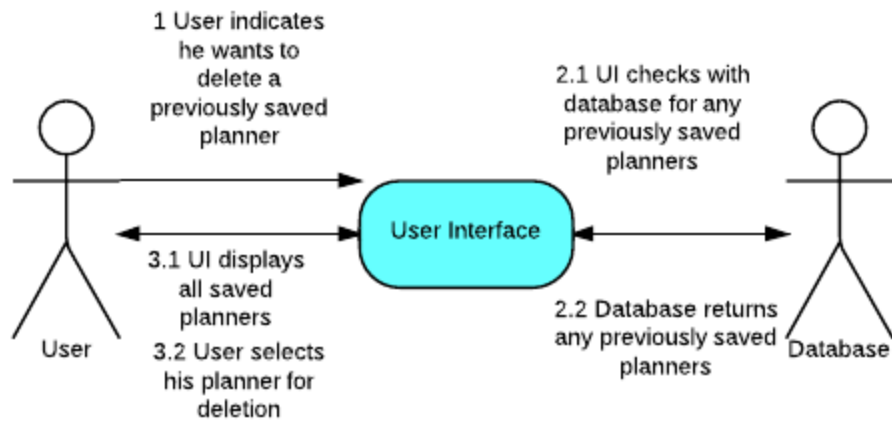 1 User indicates
he wants to
delete a
previously saved
planner
2.1 UI checks with
database for any
previously saved
planners
User Interface
3.1 UI displays
all saved
planners
3.2 User selects
his planner for
deletion
2.2 Database returns
any previously saved
planners
User
Database